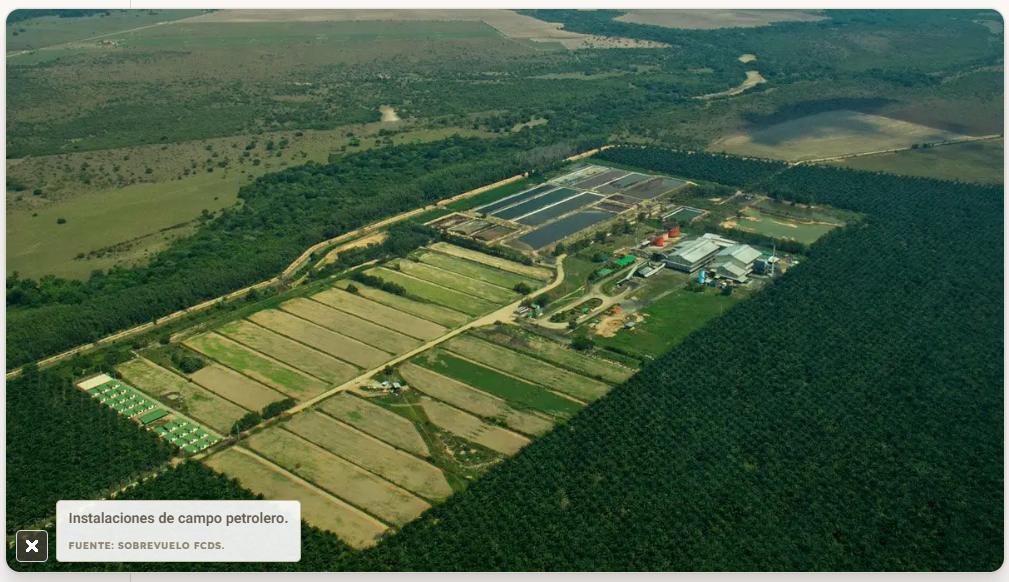 Instalaciones de campo petrolero.
FUENTE: SOBREVUELO FCDS.